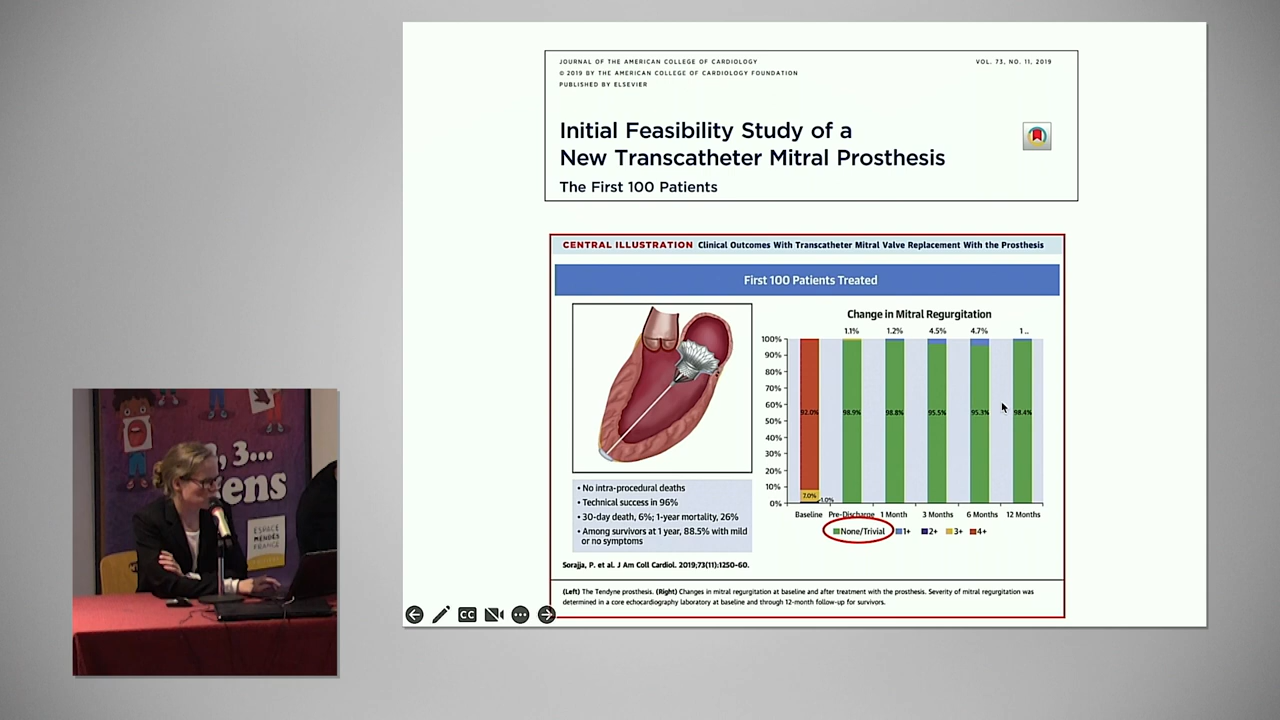 JOURNAL OF THE AMERICAN COLLEGE OF CARDIOLOGY
VOL. 73, NO. 11, 2019
© 2019 BY THE AMERICAN COLLEGE OF CARDIOLOGY FOUNDATION
PUBLISHED BY ELSEVIER
Initial Feasibility Study of a
New Transcatheter Mitral Prosthesis
The First 100 Patients
CENTRAL ILLUSTRATION Clinical Outcomes With Transcatheter Mitral Valve Replacement With the Prosthesis
First 100 Patients Treated
Change in Mitral Regurgitation
1.1% 1.2% 4.5% 4.7% 1 ..
100%
90%
80%
70%
60%
50%
40%
30%
20%
10%
0%
92.0% 98.9% 98.8% 95.5% 95.3% 98.4%
7.0%
1.0%
Baseline Pre-Discharge 1 Month 3 Months 6 Months 12 Months
None/Trivial 1+ 2+ 3+ 4+
• No intra-procedural deaths
• Technical success in 96%
• 30-day death, 6%; 1-year mortality, 26%
• Among survivors at 1 year, 88.5% with mild
or no symptoms
Sorajja, P. et al. J Am Coll Cardiol. 2019;73(11):1250–60.
(Left) The Tendyne prosthesis. (Right) Changes in mitral regurgitation at baseline and after treatment with the prosthesis. Severity of mitral regurgitation was
determined in a core echocardiography laboratory at baseline and through 12-month follow-up for survivors.
CC
, 3...
ens
ESPACE
MENDÈS
FRANCE